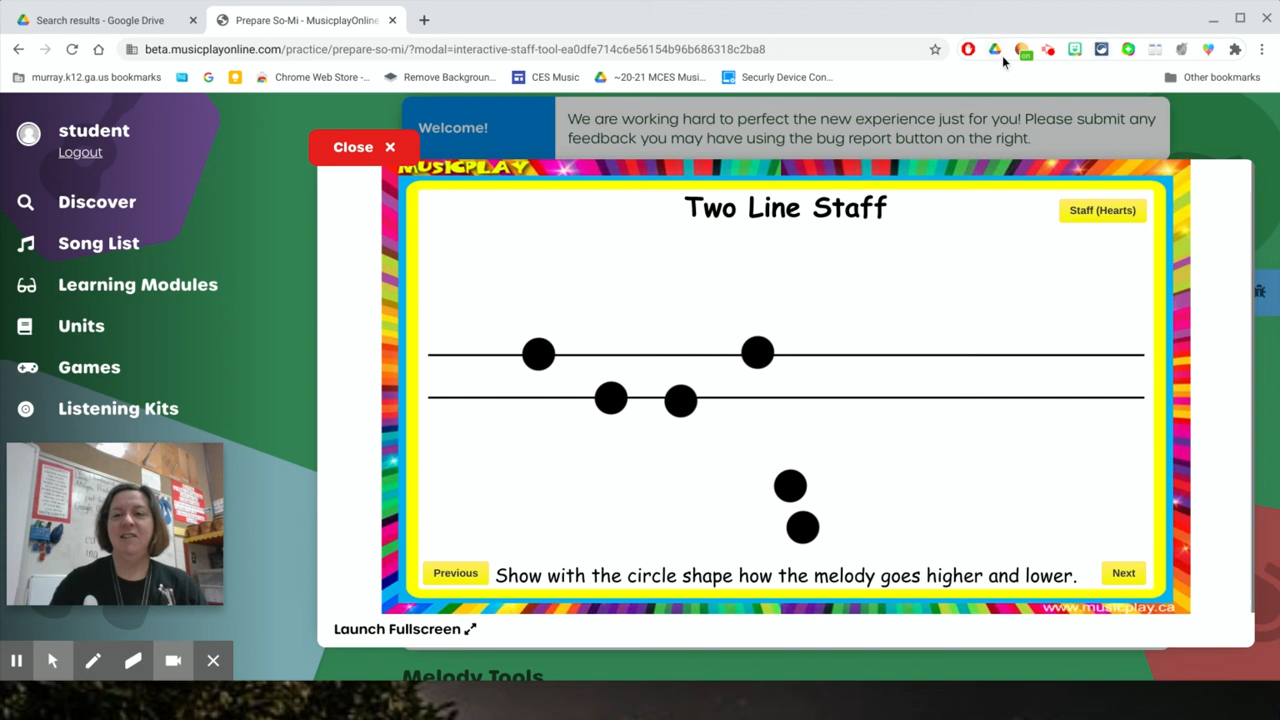 Search results - Google Drive
Prepare So-Mi - MusicplayOnline
beta.musicplayonline.com/practice/prepare-so-mi/?modal=interactive-staff-tool-ea0dfe714c6e56154b96b686318c2ba8
on
murray.k12.ga.us bookmarks
Chrome Web Store -...
Remove Backgroun...
CES Music
~20-21 MCES Musi...
Securly Device Con...
Other bookmarks
student
Logout
Discover
Song List
Learning Modules
Units
Games
Listening Kits
Welcome!
We are working hard to perfect the new experience just for you! Please submit any
feedback you may have using the bug report button on the right.
Close
MUSICPLAY
Two Line Staff
Staff (Hearts)
Previous
Show with the circle shape how the melody goes higher and lower.
Next
www.musicplay.ca
Launch Fullscreen
Melody Tools